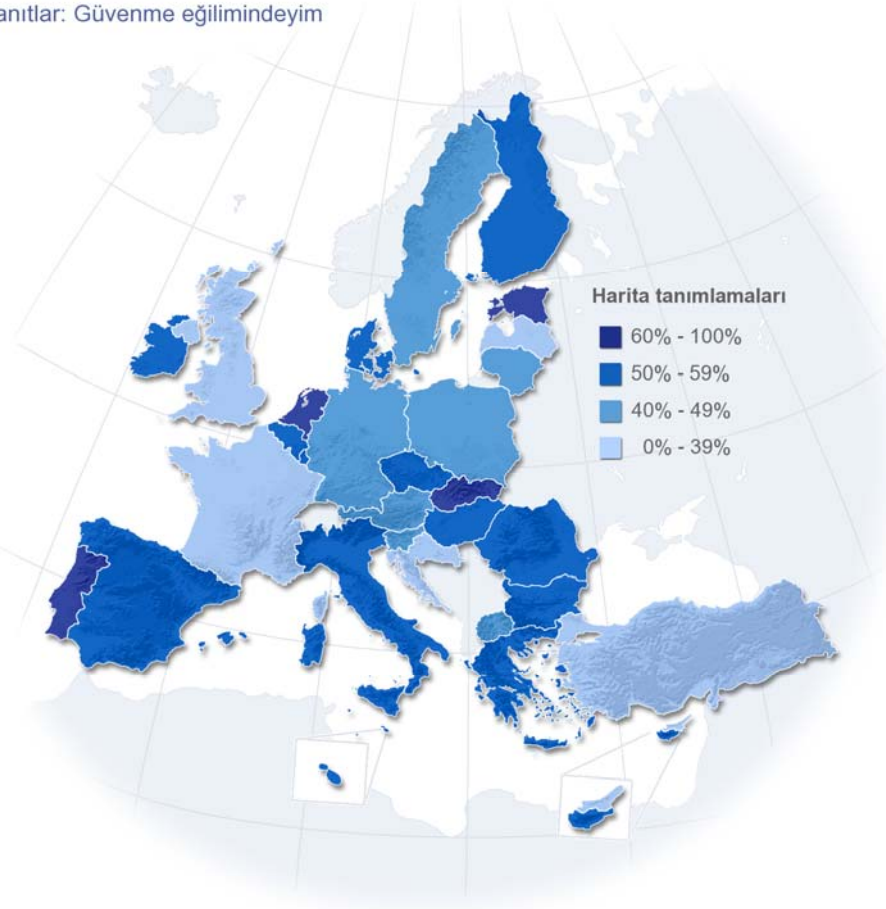 anıtlar: Güvenme eğilimindeyim
Harita tanımlamaları
60% - 100%
50% - 59%
40% - 49%
0% - 39%